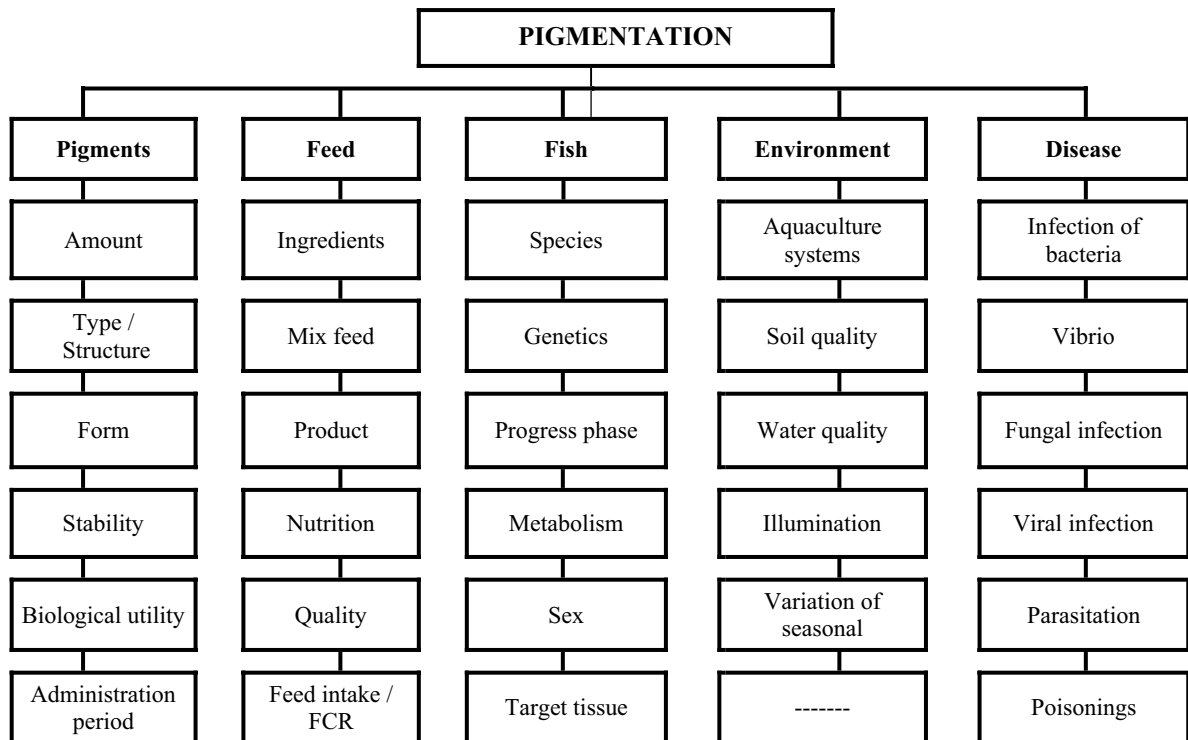 PIGMENTATION
Pigments
Feed
Fish
Environment
Disease
Amount
Ingredients
Species
Aquaculture
systems
Infection of
bacteria
Type /
Structure
Mix feed
Genetics
Soil quality
Vibrio
Form
Product
Progress phase
Water quality
Fungal infection
Stability
Nutrition
Metabolism
Illumination
Viral infection
Biological utility
Quality
Sex
Variation of
seasonal
Parasitation
Administration
period
Feed intake /
FCR
Target tissue
-------
Poisonings